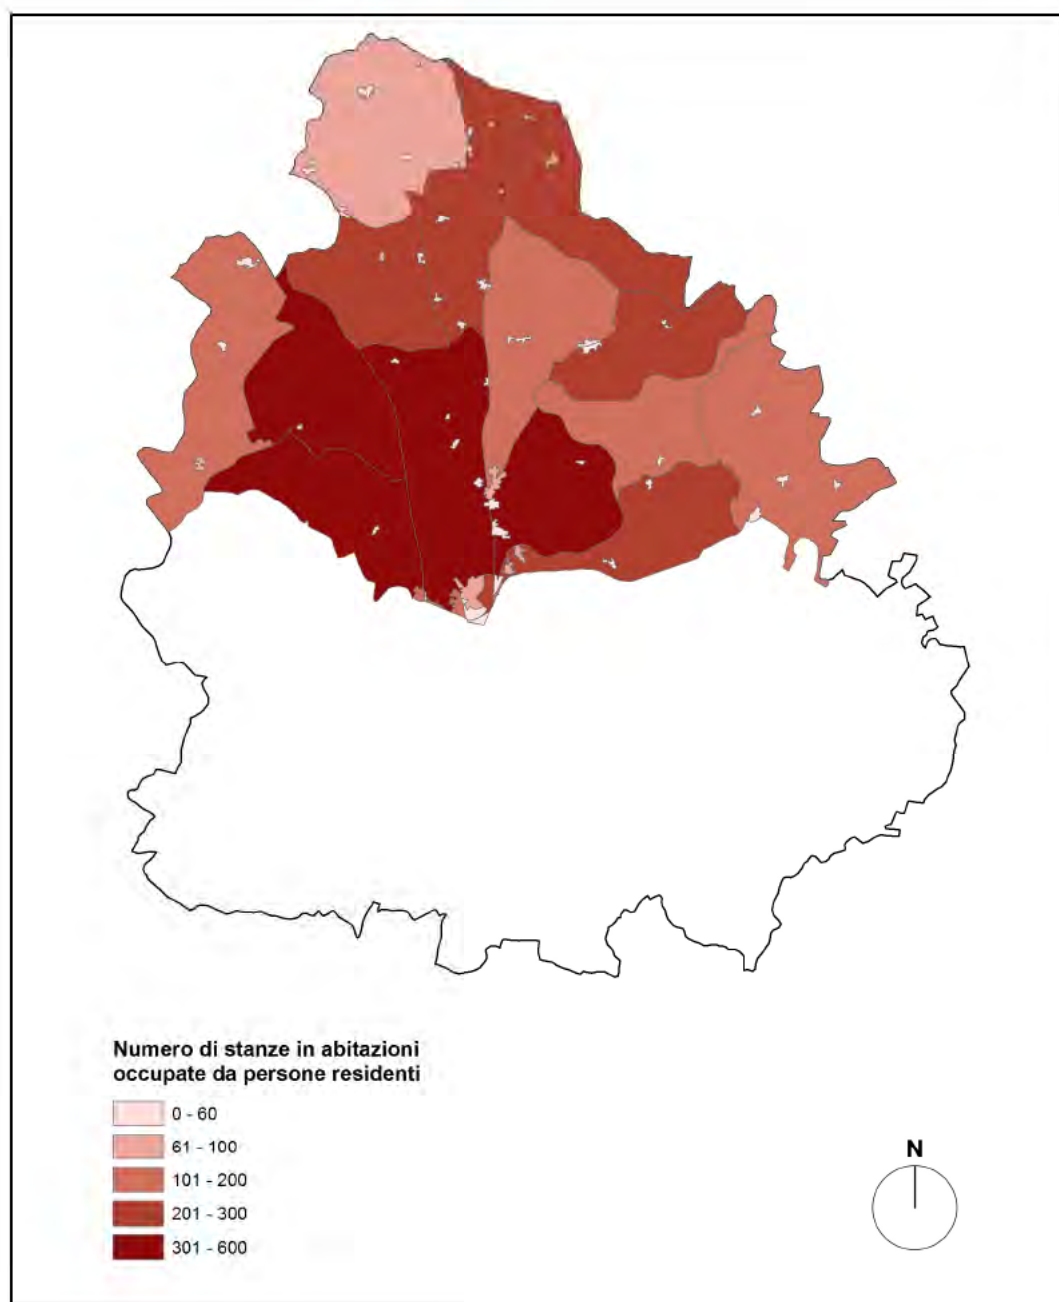 Numero di stanze in abitazioni
occupate da persone residenti
0 - 60
61 - 100
101 - 200
201 - 300
301 - 600
N